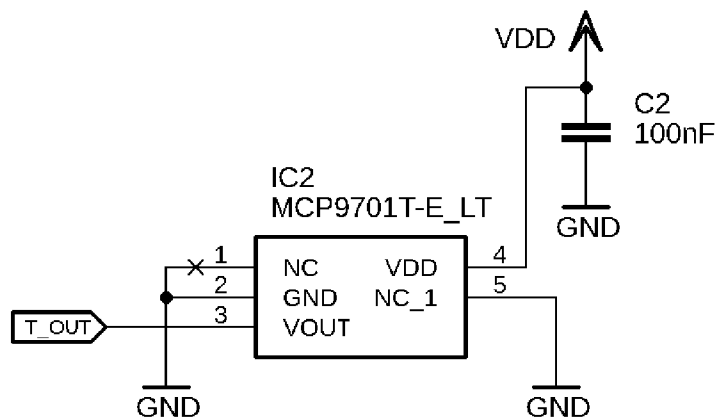 VDD
C2
100nF
GND
IC2
MCP9701T-E_LT
1 NC VDD 4
2 GND NC_1 5
3 VOUT
T_OUT
GND
GND